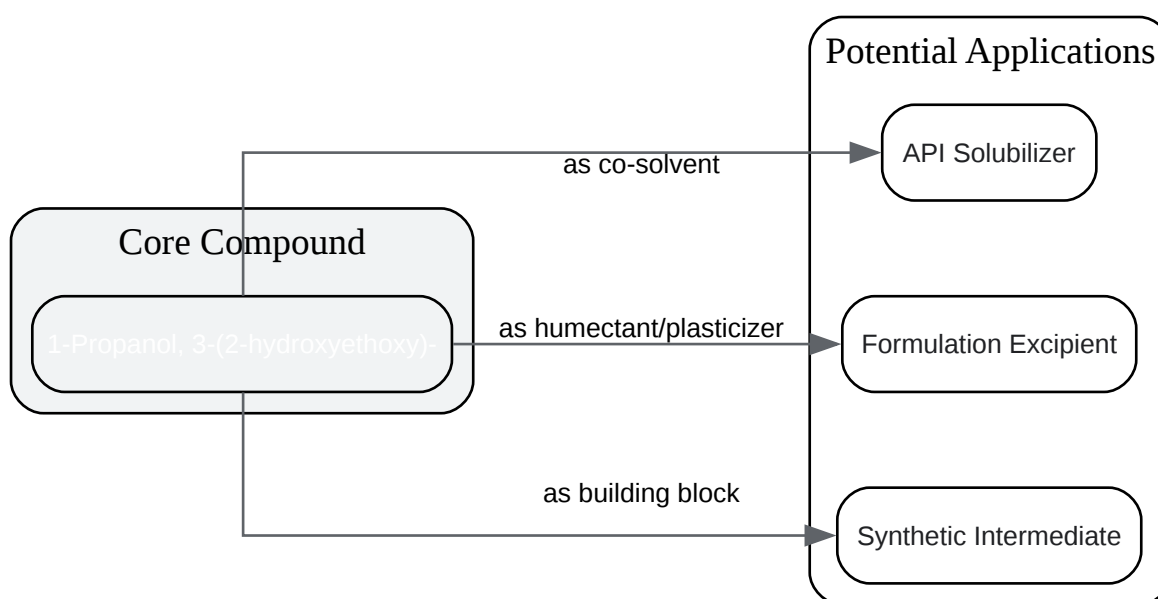 Potential Applications
API Solubilizer
as co-solvent
Core Compound
1-Propanol, 3-(2-hydroxyethoxy)-
as humectant/plasticizer
Formulation Excipient
as building block
Synthetic Intermediate